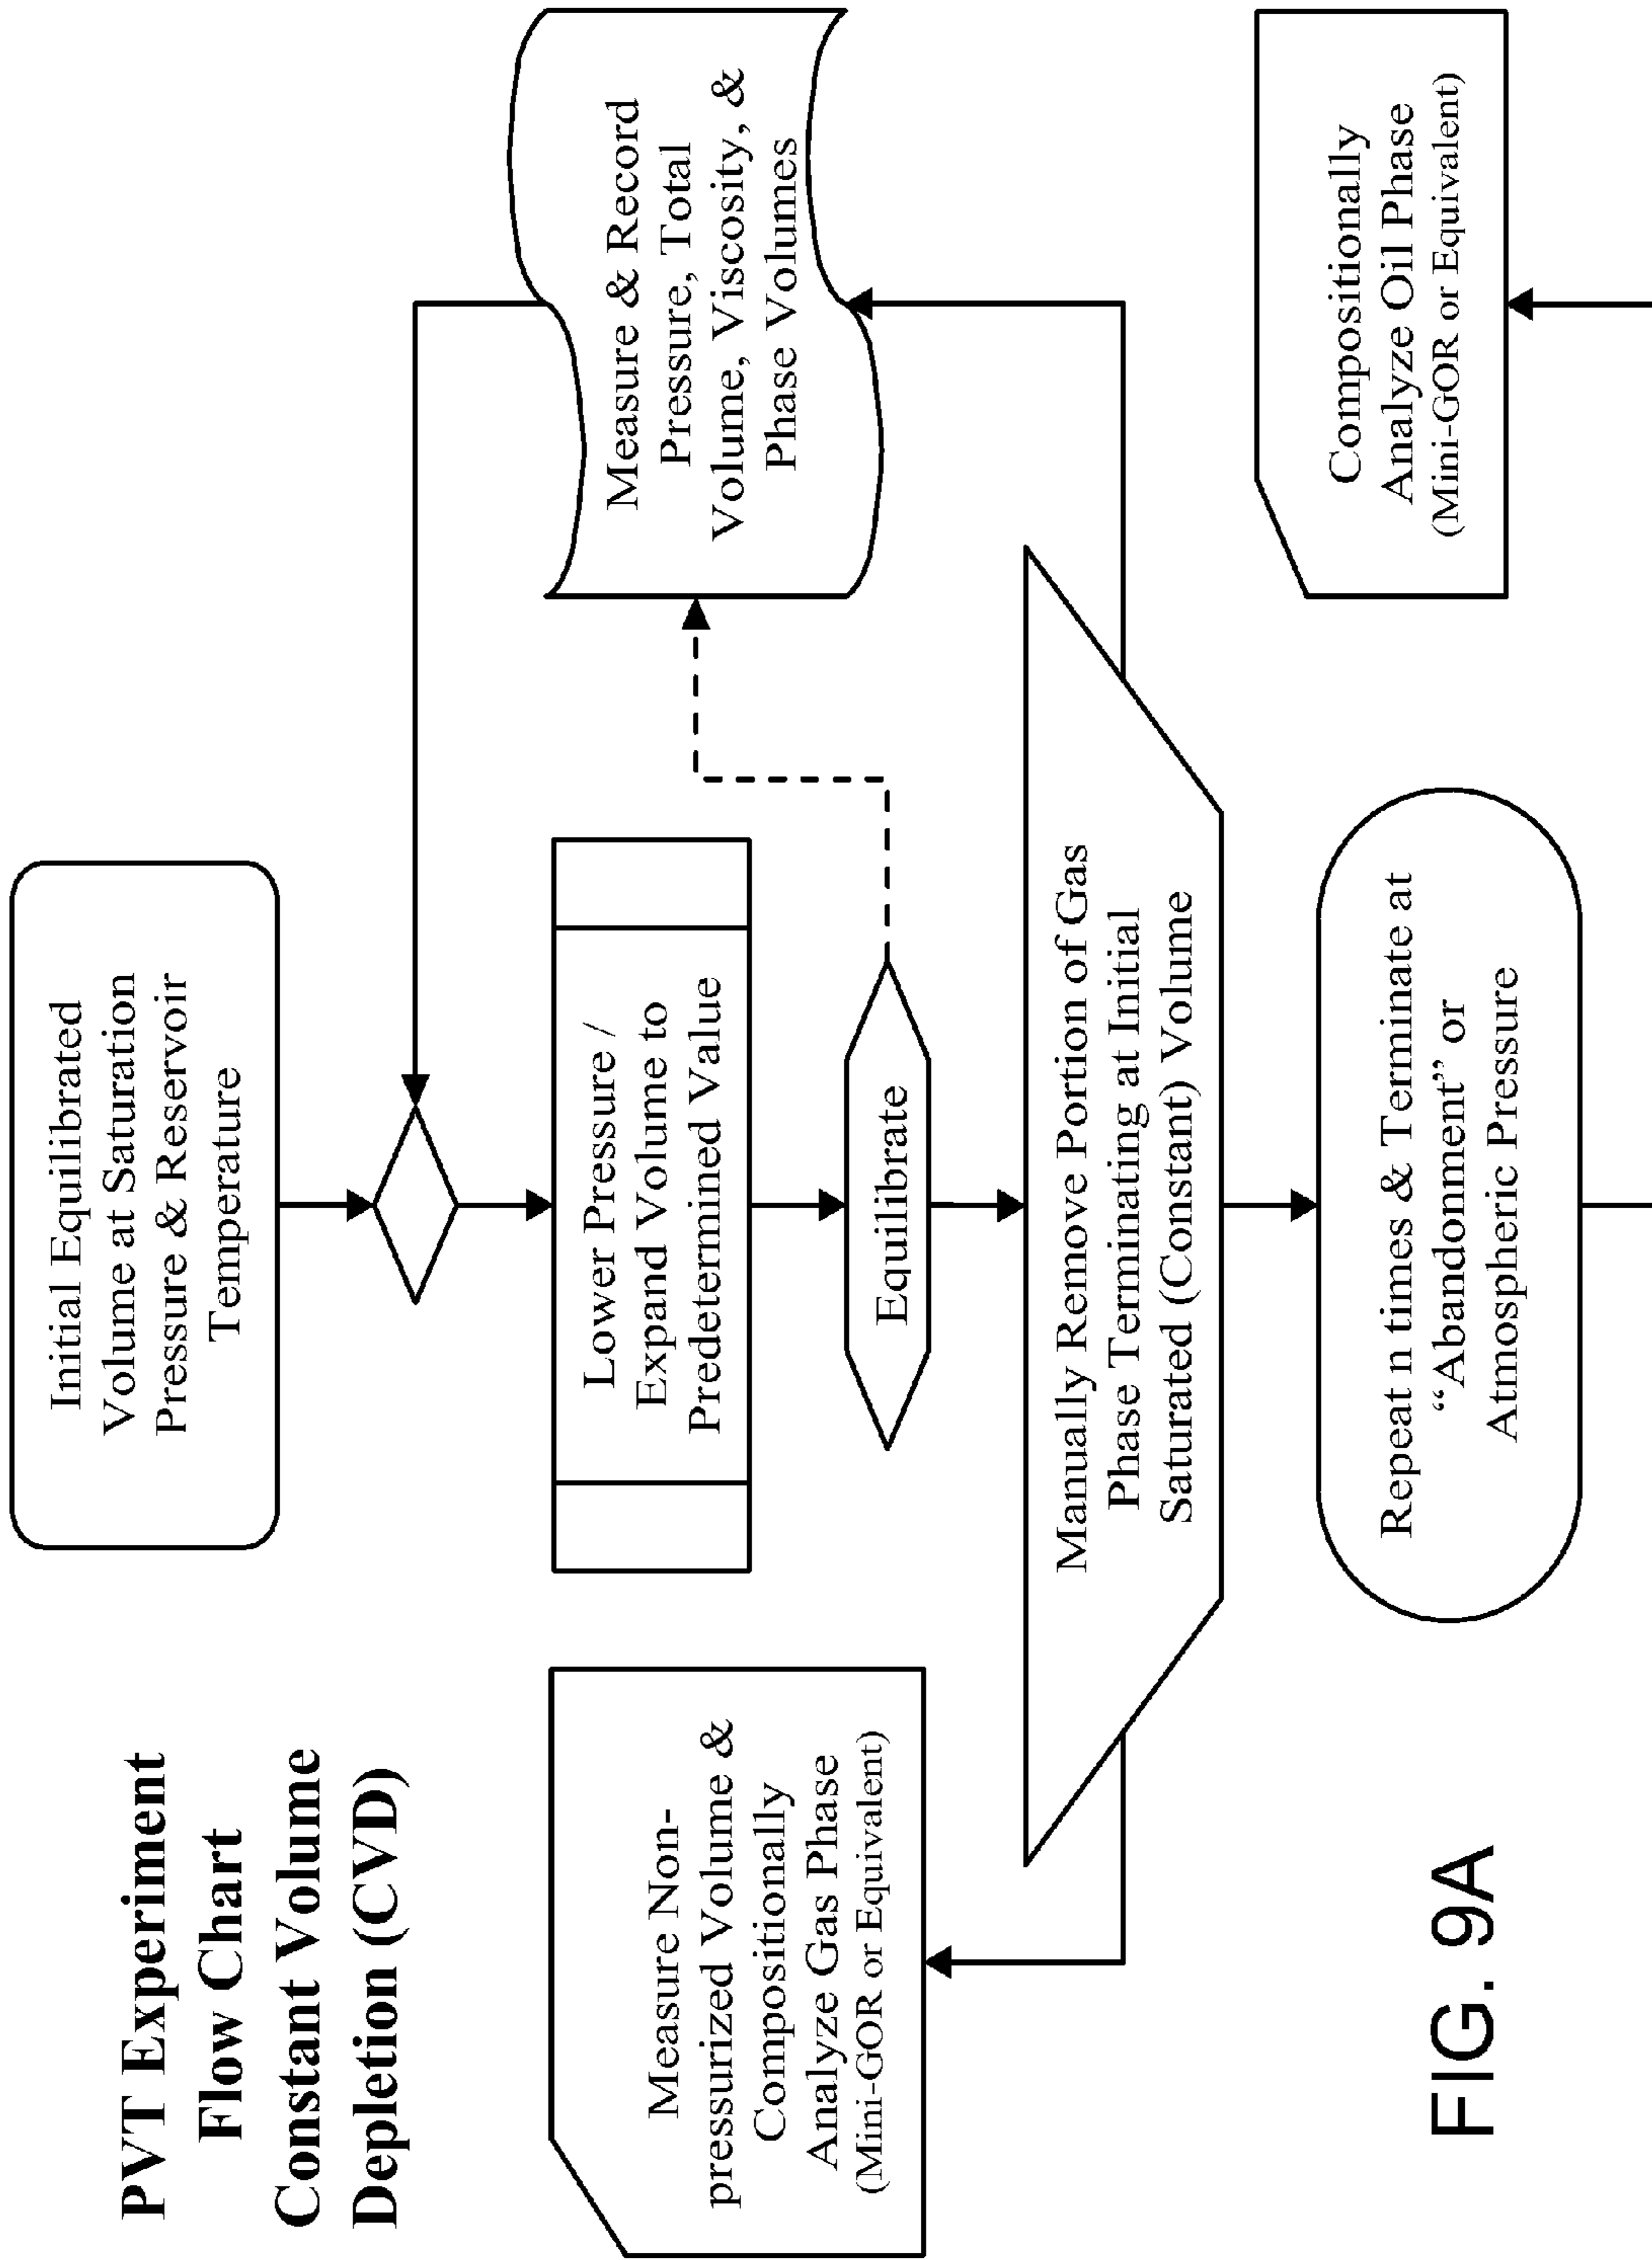 PVT Experiment
Flow Chart
Constant Volume
Depletion (CVD)
Initial Equilibrated
Volume at Saturation
Pressure & Reservoir
Temperature
Lower Pressure /
Expand Volume to
Predetermined Value
Equilibrate
Measure & Record
Pressure, Total
Volume, Viscosity, &
Phase Volumes
Measure Non-
pressurized Volume &
Compositionally
Analyze Gas Phase
(Mini-GOR or Equivalent)
Manually Remove Portion of Gas
Phase Terminating at Initial
Saturated (Constant) Volume
Repeat n times & Terminate at
“Abandonment” or
Atmospheric Pressure
Compositionally
Analyze Oil Phase
(Mini-GOR or Equivalent)
FIG. 9A